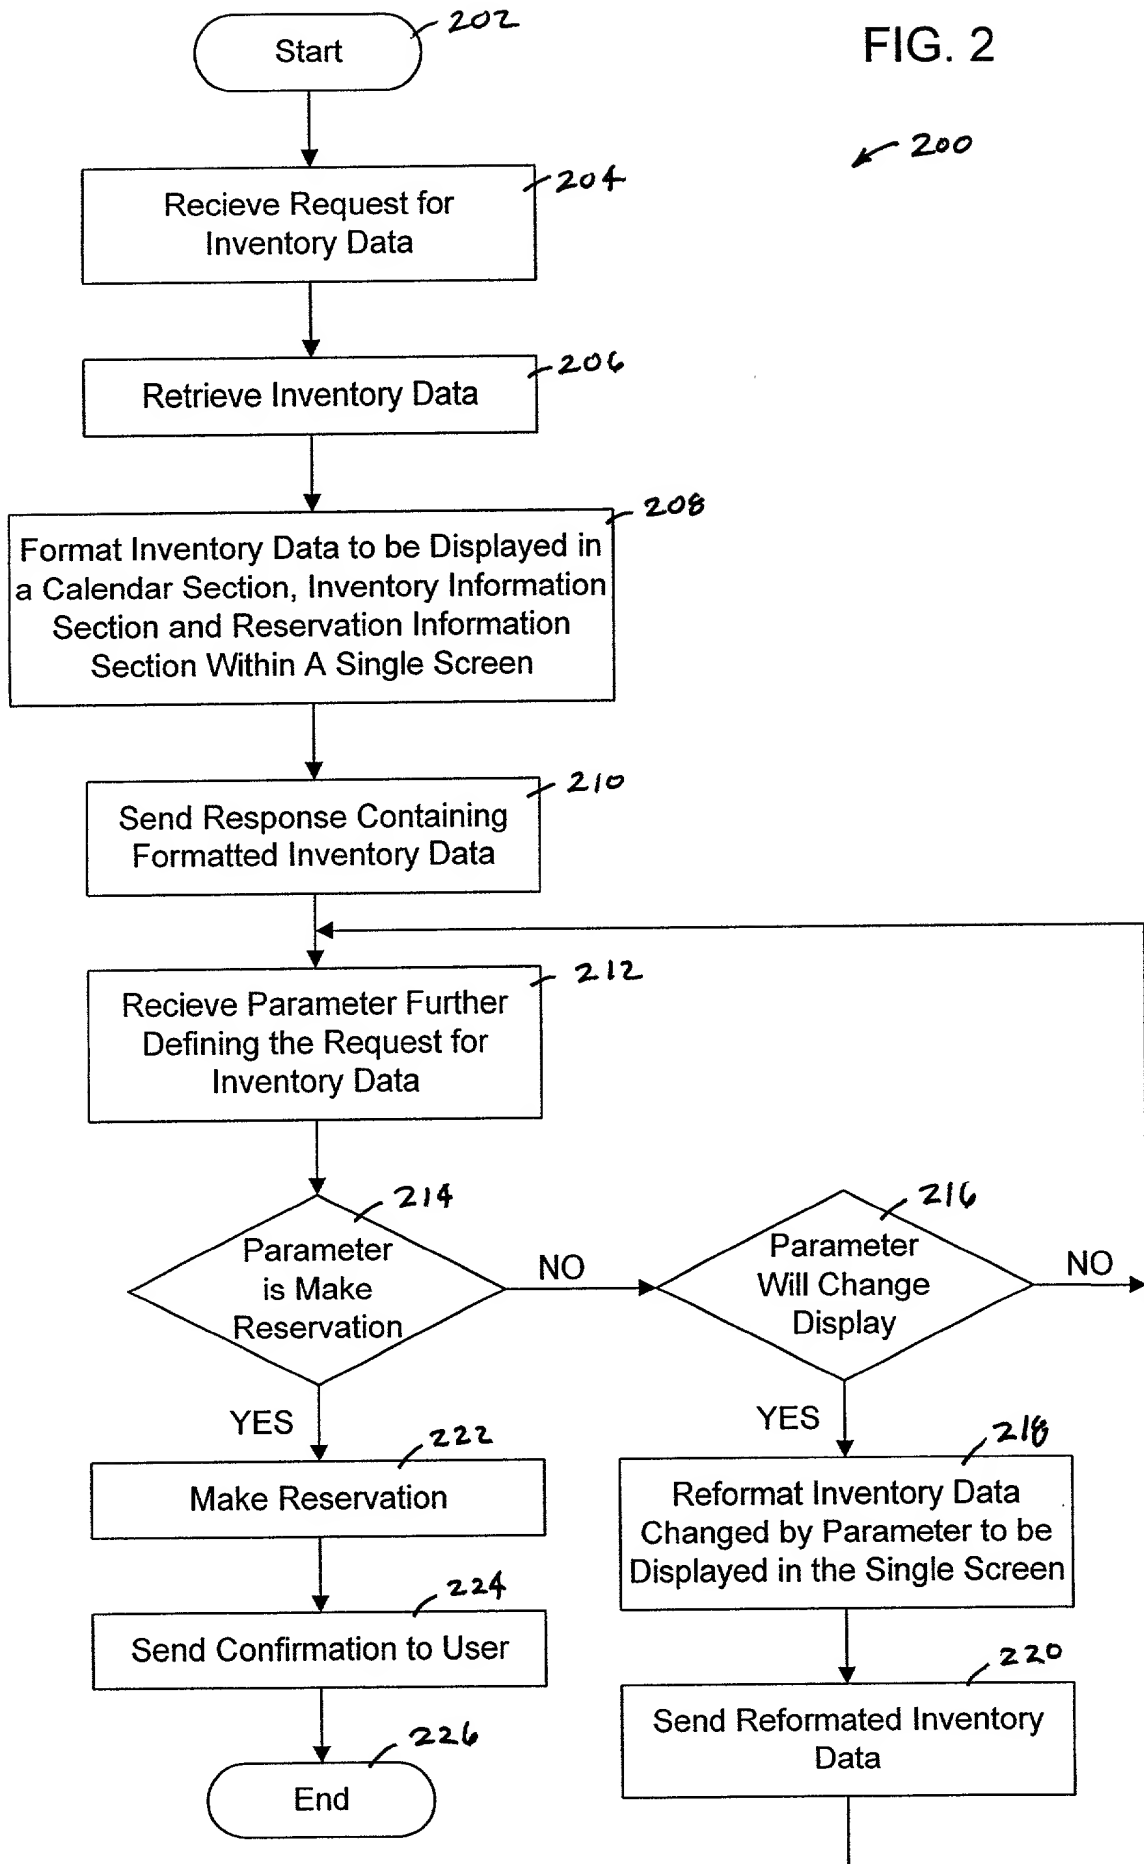 FIG. 2
200
202
Start
204
Recieve Request for
Inventory Data
206
Retrieve Inventory Data
208
Format Inventory Data to be Displayed in
a Calendar Section, Inventory Information
Section and Reservation Information
Section Within A Single Screen
210
Send Response Containing
Formatted Inventory Data
212
Recieve Parameter Further
Defining the Request for
Inventory Data
214
Parameter
is Make
Reservation
NO
216
Parameter
Will Change
Display
NO
YES
222
Make Reservation
224
Send Confirmation to User
226
End
YES
218
Reformat Inventory Data
Changed by Parameter to be
Displayed in the Single Screen
220
Send Reformated Inventory
Data